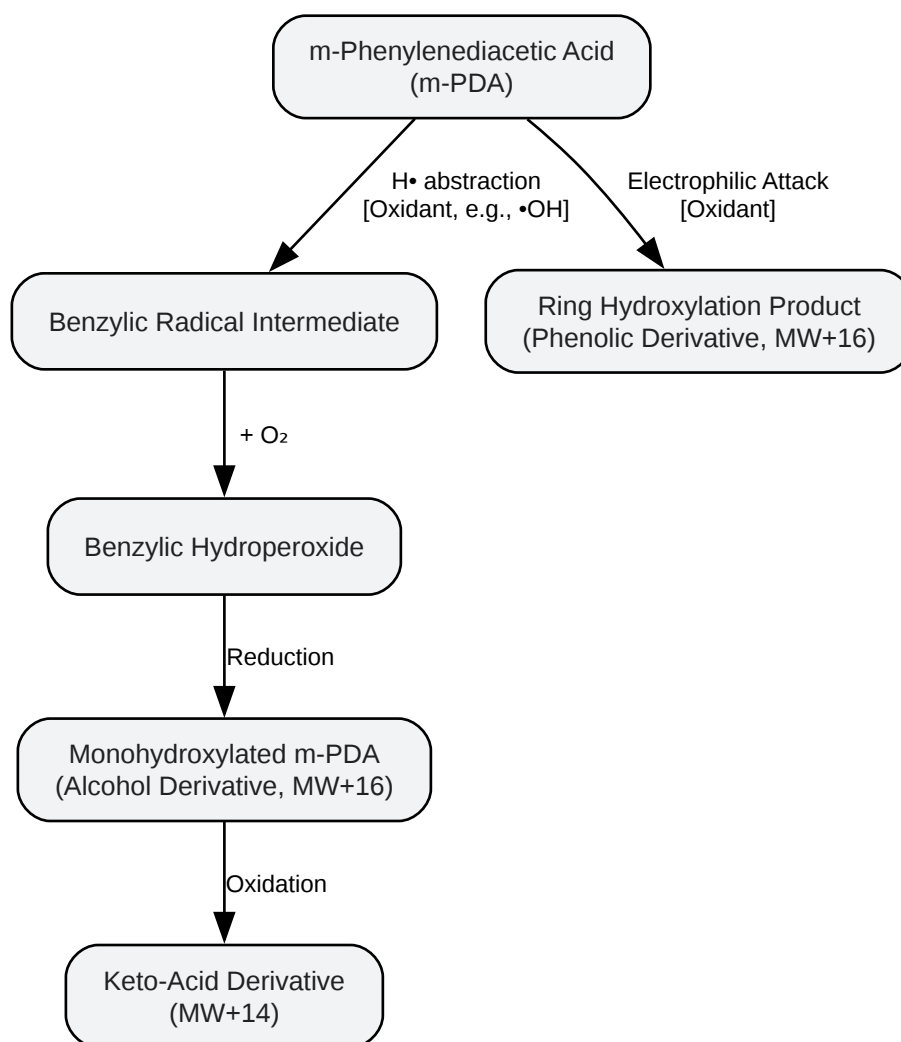 m-Phenylenediacetic Acid
(m-PDA)
H• abstraction
[Oxidant, e.g., •OH]
Electrophilic Attack
[Oxidant]
Benzylic Radical Intermediate
Ring Hydroxylation Product
(Phenolic Derivative, MW+16)
+ O₂
Benzylic Hydroperoxide
Reduction
Monohydroxylated m-PDA
(Alcohol Derivative, MW+16)
Oxidation
Keto-Acid Derivative
(MW+14)